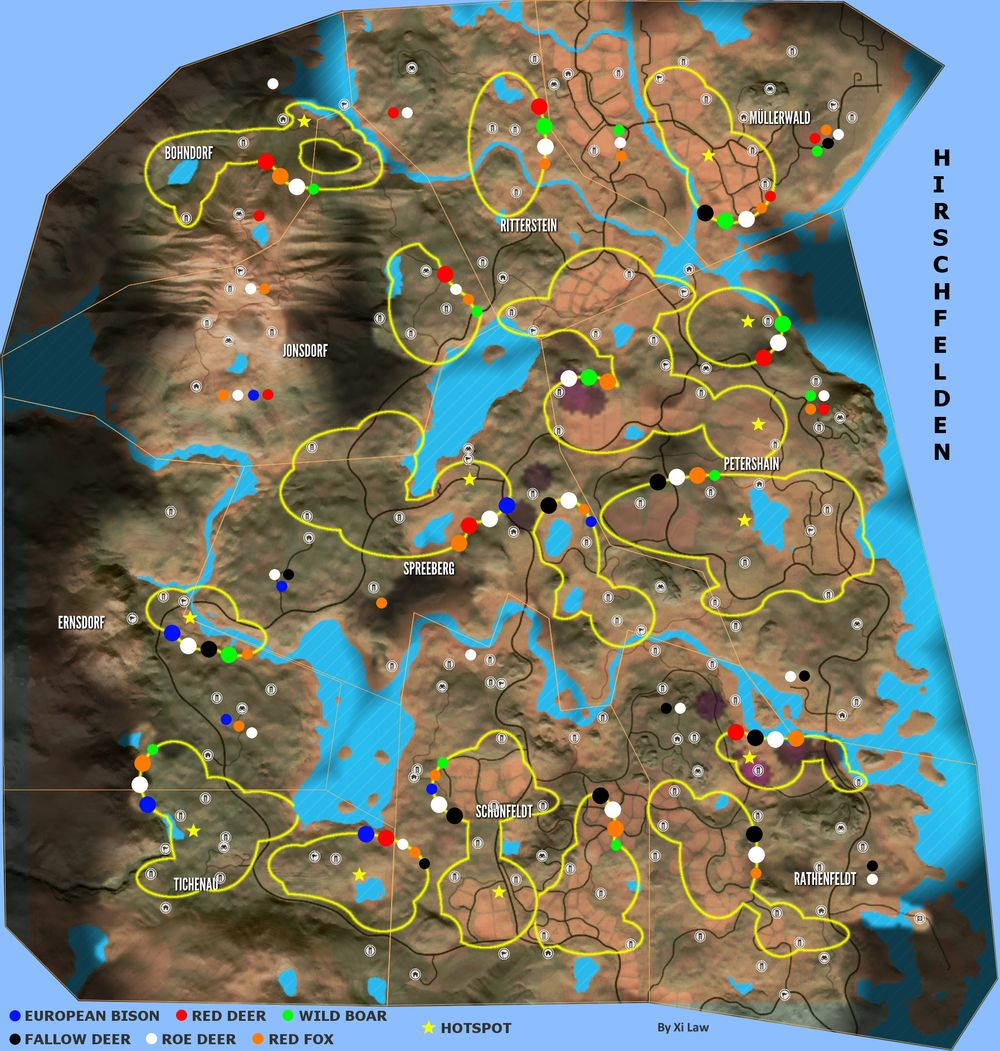 MÜLLERWALD
BOHNDORF
RITTERSTEIN
HIRSCHFELDEN
JONSDORF
PETERSHAIN
SPREEBERG
ERNSDORF
SCHONFELDT
TICHENAU
RATHENFELDT
EUROPEAN BISON RED DEER WILD BOAR
HOTSPOT
By Xi Law
FALLOW DEER ROE DEER RED FOX